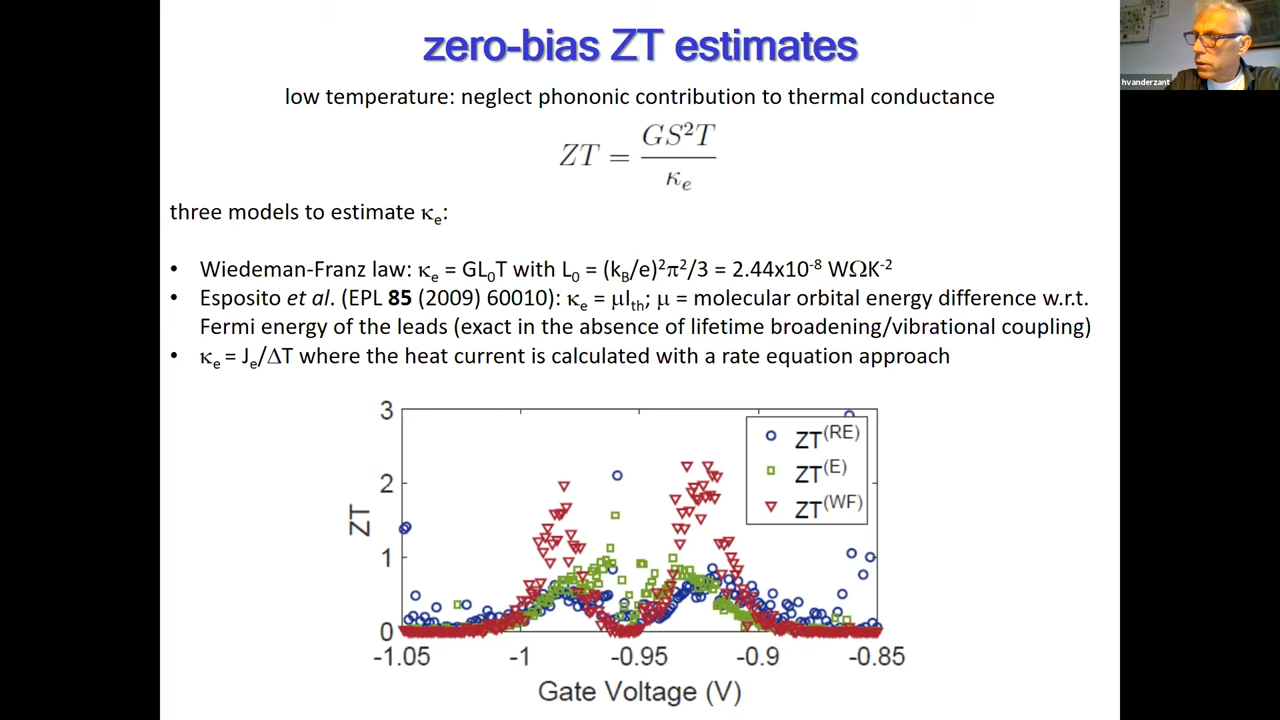 zero-bias ZT estimates
hvanderzant
low temperature: neglect phononic contribution to thermal conductance
ZT = GS²T / κₑ
three models to estimate κₑ:
• Wiedeman-Franz law: κₑ = GL₀T with L₀ = (k_B/e)²π²/3 = 2.44x10⁻⁸ WΩK⁻²
• Esposito et al. (EPL 85 (2009) 60010): κₑ = μI_th; μ = molecular orbital energy difference w.r.t.
Fermi energy of the leads (exact in the absence of lifetime broadening/vibrational coupling)
• κₑ = Jₑ/ΔT where the heat current is calculated with a rate equation approach
3
2
1
0
ZT
ZT(RE)
ZT(E)
ZT(WF)
-1.05 -1 -0.95 -0.9 -0.85
Gate Voltage (V)